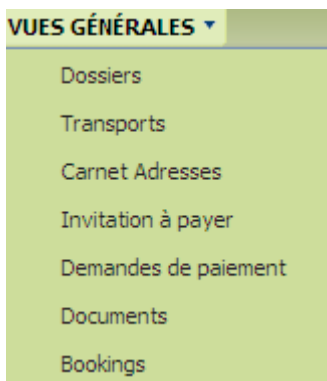 VUES GÉNÉRALES
Dossiers
Transports
Carnet Adresses
Invitation à payer
Demandes de paiement
Documents
Bookings